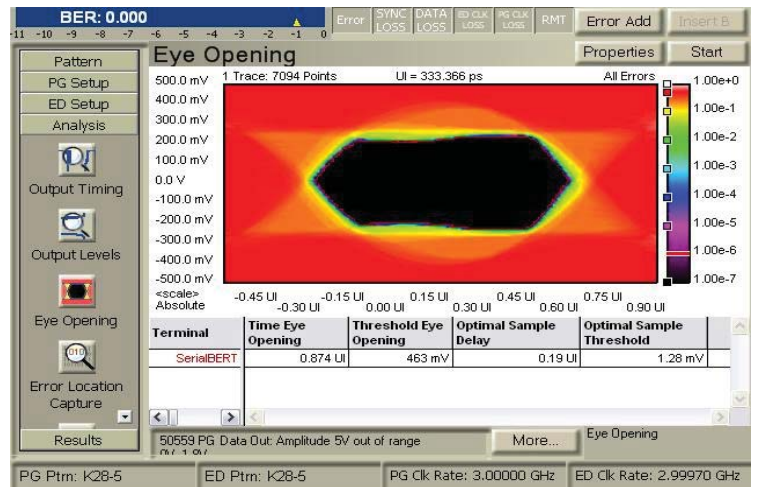 BER: 0.000
-11 -10 -9 -8 -7 -6 -5 -4 -3 -2 -1 0
Error
SYNC LOSS
DATA LOSS
ED CLK LOSS
PG CLK LOSS
RMT
Error Add
Insert B
Eye Opening
Properties
Start
Pattern
PG Setup
ED Setup
Analysis
Output Timing
Output Levels
Eye Opening
Error Location
Capture
Results
1 Trace: 7094 Points
UI = 333.366 ps
All Errors
500.0 mV
400.0 mV
300.0 mV
200.0 mV
100.0 mV
0.0 V
-100.0 mV
-200.0 mV
-300.0 mV
-400.0 mV
-500.0 mV
1.00e+0
1.00e-1
1.00e-2
1.00e-3
1.00e-4
1.00e-5
1.00e-6
1.00e-7
<scale>
Absolute
-0.45 UI -0.15 UI 0.15 UI 0.45 UI 0.75 UI
-0.30 UI 0.00 UI 0.30 UI 0.60 UI 0.90 UI
Terminal
Time Eye Opening
Threshold Eye Opening
Optimal Sample Delay
Optimal Sample Threshold
SerialBERT 0.874 UI 463 mV 0.19 UI 1.28 mV
50559 PG Data Out: Amplitude 5V out of range
More...
Eye Opening
PG Ptrn: K28-5
ED Ptrn: K28-5
PG Clk Rate: 3.00000 GHz
ED Clk Rate: 2.99970 GHz